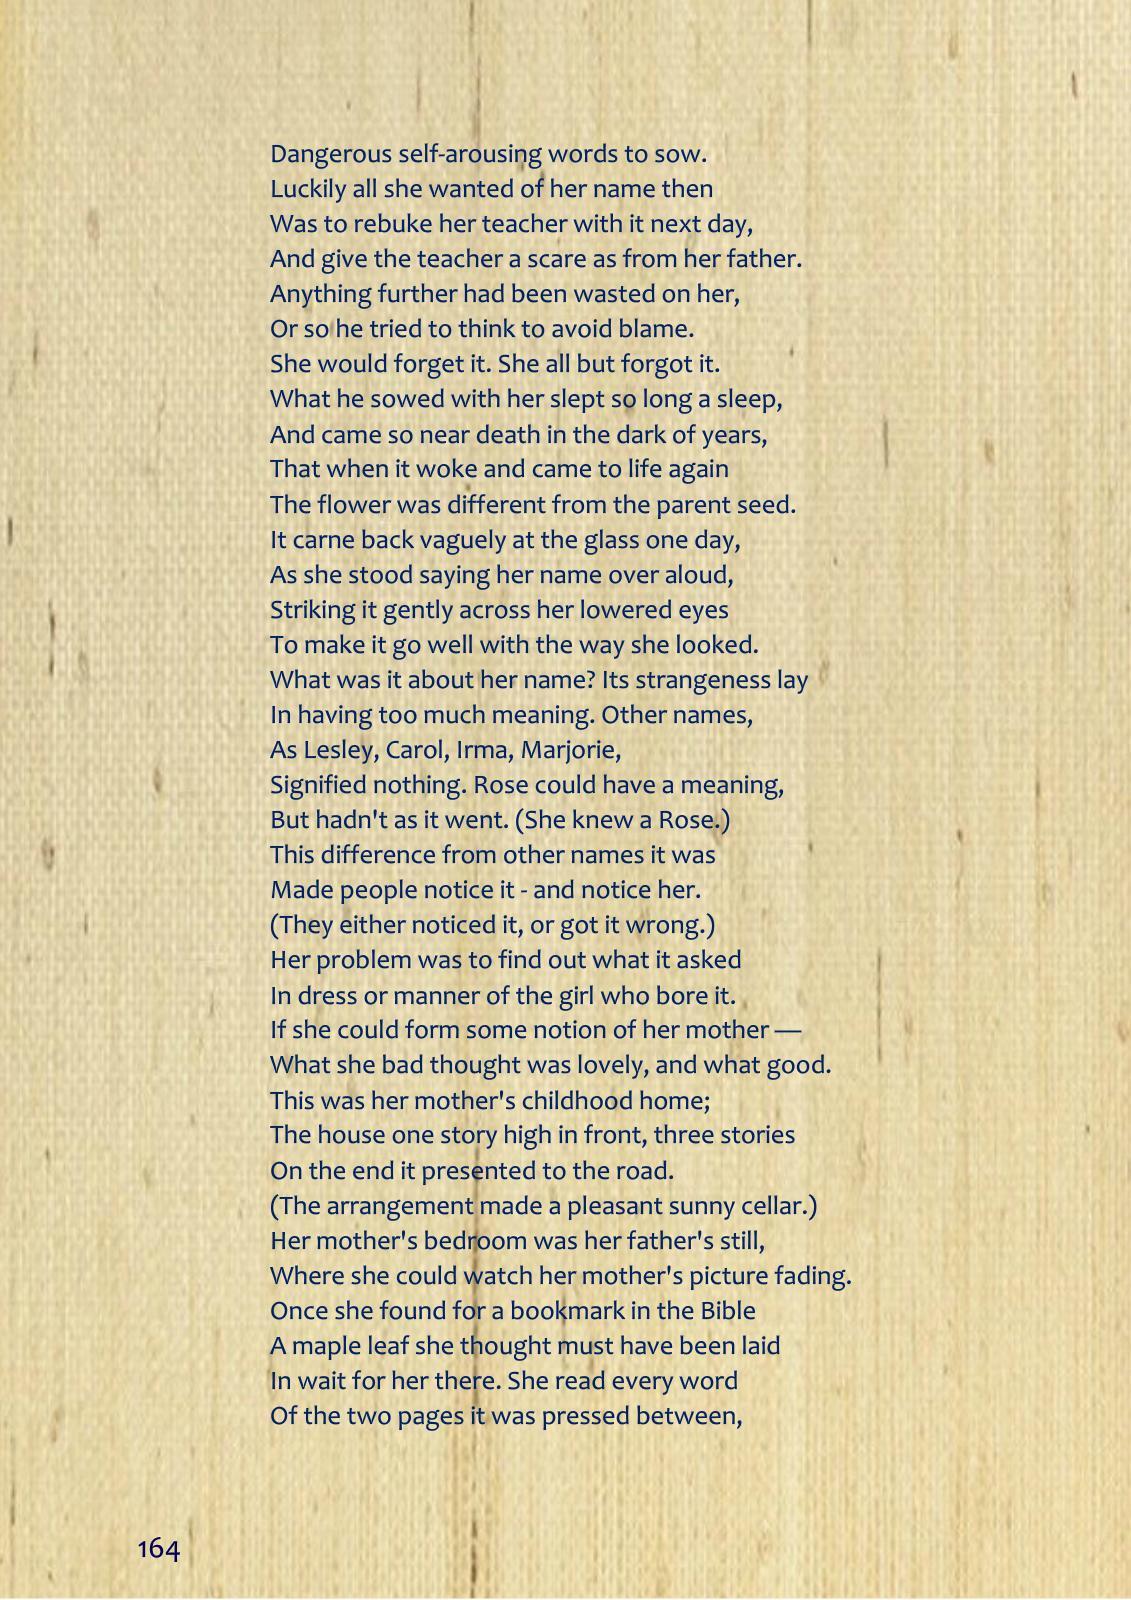 Dangerous self-arousing words to sow.
Luckily all she wanted of her name then
Was to rebuke her teacher with it next day,
And give the teacher a scare as from her father.
Anything further had been wasted on her,
Or so he tried to think to avoid blame.
She would forget it. She all but forgot it.
What he sowed with her slept so long a sleep,
And came so near death in the dark of years,
That when it woke and came to life again
The flower was different from the parent seed.
It carne back vaguely at the glass one day,
As she stood saying her name over aloud,
Striking it gently across her lowered eyes
To make it go well with the way she looked.
What was it about her name? Its strangeness lay
In having too much meaning. Other names,
As Lesley, Carol, Irma, Marjorie,
Signified nothing. Rose could have a meaning,
But hadn't as it went. (She knew a Rose.)
This difference from other names it was
Made people notice it - and notice her.
(They either noticed it, or got it wrong.)
Her problem was to find out what it asked
In dress or manner of the girl who bore it.
If she could form some notion of her mother —
What she bad thought was lovely, and what good.
This was her mother's childhood home;
The house one story high in front, three stories
On the end it presented to the road.
(The arrangement made a pleasant sunny cellar.)
Her mother's bedroom was her father's still,
Where she could watch her mother's picture fading.
Once she found for a bookmark in the Bible
A maple leaf she thought must have been laid
In wait for her there. She read every word
Of the two pages it was pressed between,
164